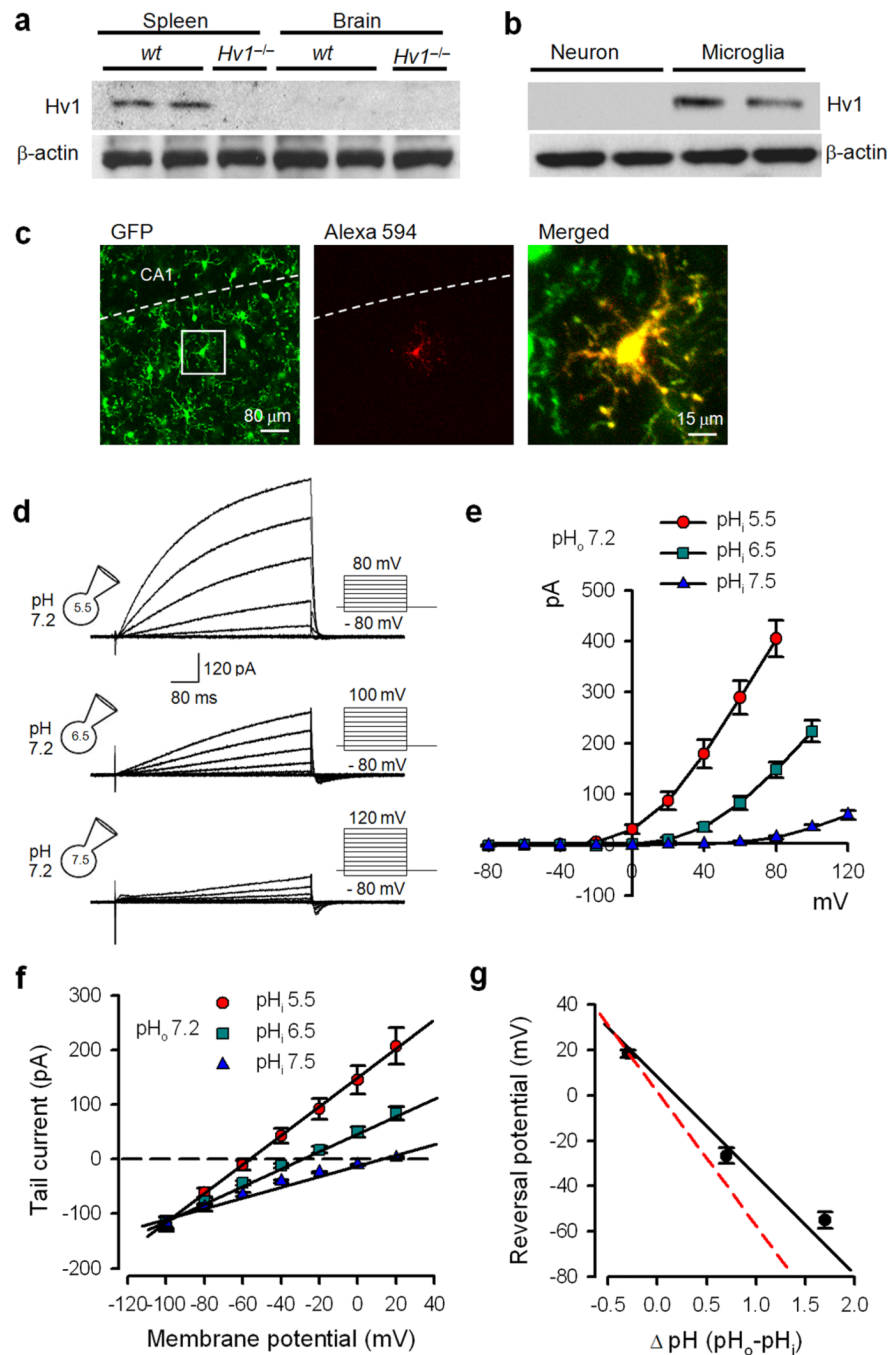 a
Spleen Brain
wt Hv1–/– wt Hv1–/–
Hv1
β-actin
b
Neuron Microglia
Hv1
β-actin
c
GFP Alexa 594 Merged
CA1
80 μm
15 μm
d
pH 7.2
5.5
80 mV
- 80 mV
120 pA
80 ms
pH 7.2
6.5
100 mV
- 80 mV
pH 7.2
7.5
120 mV
- 80 mV
e
pHo 7.2
pHi 5.5
pHi 6.5
pHi 7.5
pA
500
400
300
200
100
0
-100
-80 -40 0 40 80 120
mV
f
Tail current (pA)
300
200
100
0
-100
-200
pHo 7.2
pHi 5.5
pHi 6.5
pHi 7.5
-120 -100 -80 -60 -40 -20 0 20 40
Membrane potential (mV)
g
Reversal potential (mV)
40
20
0
-20
-40
-60
-80
-0.5 0.0 0.5 1.0 1.5 2.0
Δ pH (pHo-pHi)